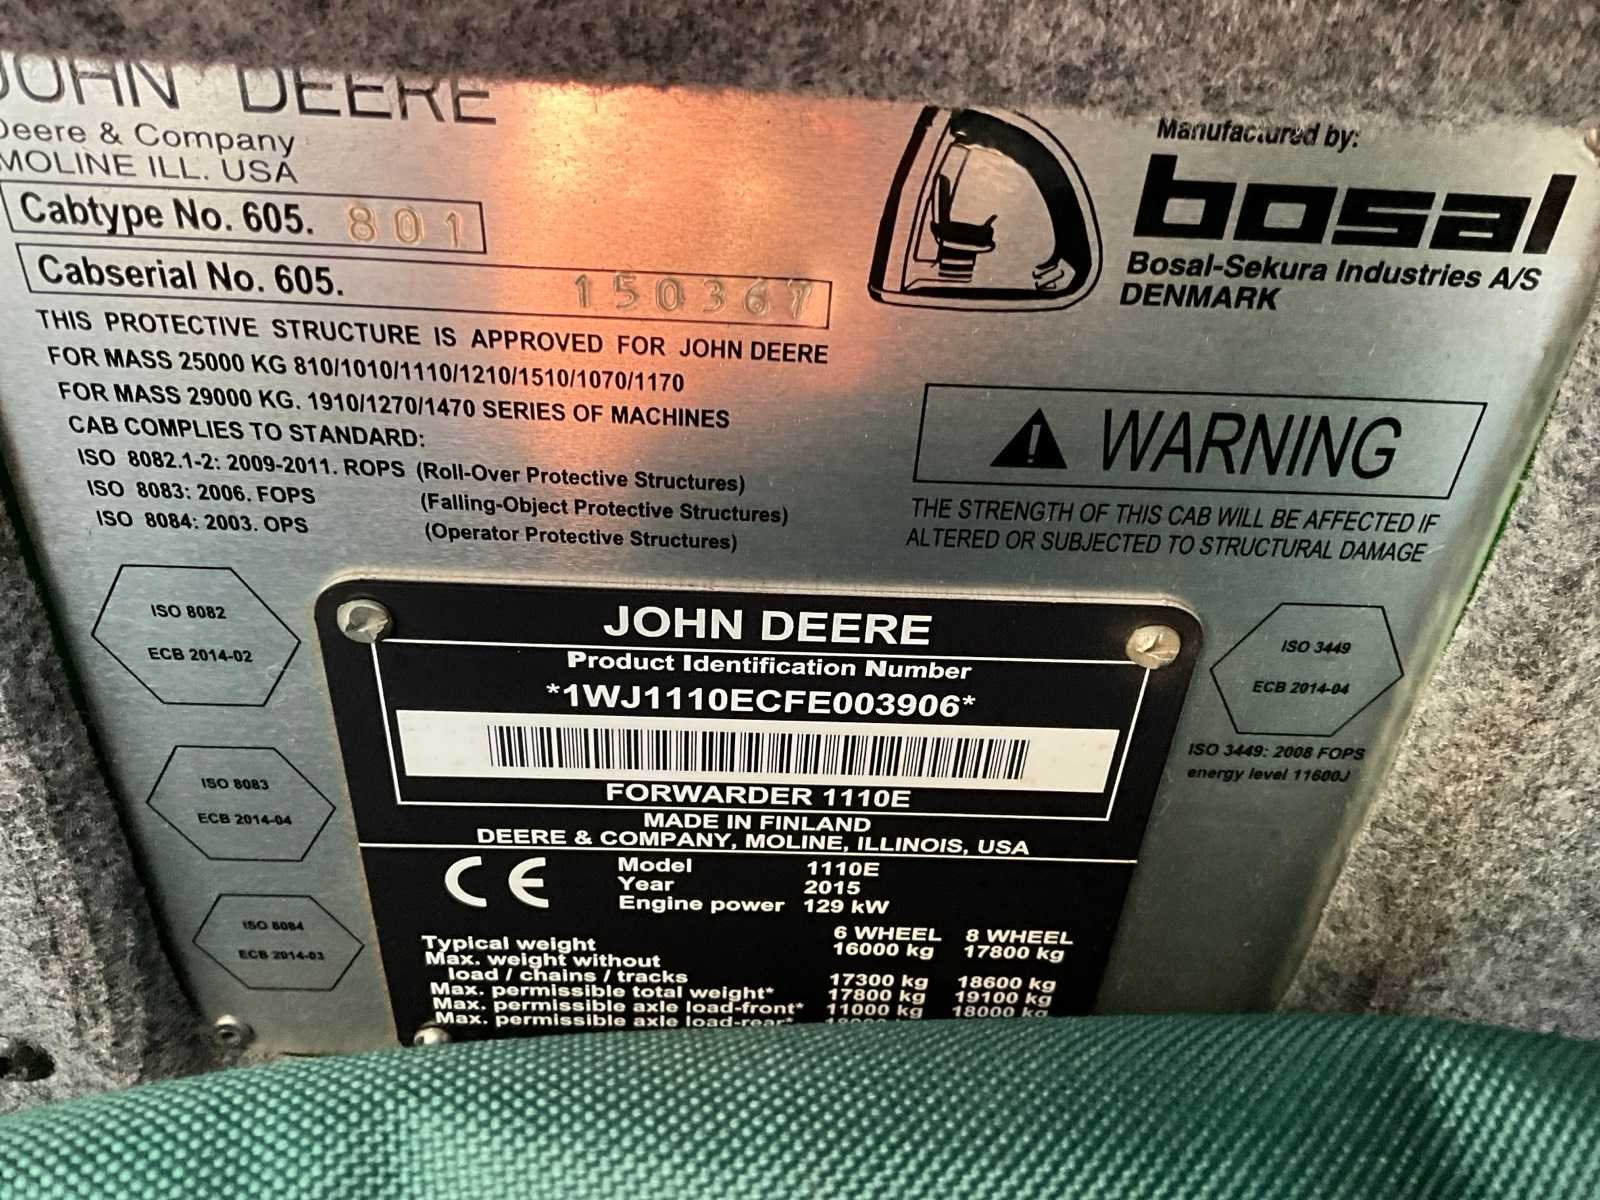 JOHN DEERE
Deere & Company
MOLINE ILL. USA
Cabtype No. 605. 801
Cabserial No. 605. 150367
THIS PROTECTIVE STRUCTURE IS APPROVED FOR JOHN DEERE
FOR MASS 25000 KG 810/1010/1110/1210/1510/1070/1170
FOR MASS 29000 KG. 1910/1270/1470 SERIES OF MACHINES
CAB COMPLIES TO STANDARD:
ISO 8082.1-2: 2009-2011. ROPS (Roll-Over Protective Structures)
ISO 8083: 2006. FOPS (Falling-Object Protective Structures)
ISO 8084: 2003. OPS (Operator Protective Structures)
Manufactured by:
bosal
Bosal-Sekura Industries A/S
DENMARK
WARNING
THE STRENGTH OF THIS CAB WILL BE AFFECTED IF
ALTERED OR SUBJECTED TO STRUCTURAL DAMAGE
ISO 8082
ECB 2014-02
ISO 8083
ECB 2014-04
ISO 8084
ECB 2014-03
ISO 3449
ECB 2014-04
ISO 3449: 2008 FOPS
energy level 11600J
JOHN DEERE
Product Identification Number
*1WJ1110ECFE003906*
FORWARDER 1110E
MADE IN FINLAND
DEERE & COMPANY, MOLINE, ILLINOIS, USA
CE
Model 1110E
Year 2015
Engine power 129 kW
6 WHEEL 8 WHEEL
Typical weight 16000 kg 17800 kg
Max. weight without
load / chains / tracks 17300 kg 18600 kg
Max. permissible total weight* 17800 kg 19100 kg
Max. permissible axle load-front* 11000 kg 18000 kg
Max. permissible axle load-rear*